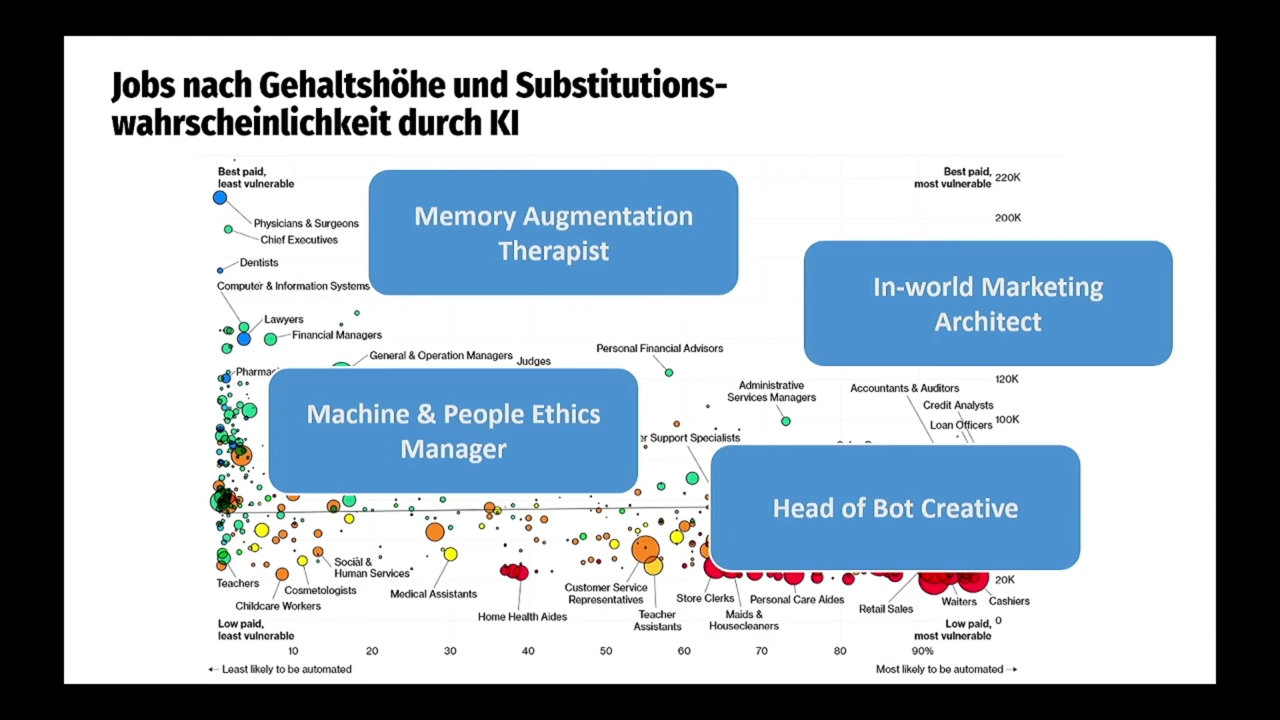 Jobs nach Gehaltshöhe und Substitutions-
wahrscheinlichkeit durch KI
Best paid,
least vulnerable
Best paid,
most vulnerable
220K
200K
120K
100K
20K
0
Physicians & Surgeons
Chief Executives
Dentists
Computer & Information Systems
Lawyers
Financial Managers
General & Operation Managers
Judges
Personal Financial Advisors
Administrative
Services Managers
Accountants & Auditors
Credit Analysts
Loan Officers
Support Specialists
Memory Augmentation
Therapist
In-world Marketing
Architect
Machine & People Ethics
Manager
Head of Bot Creative
Teachers
Childcare Workers
Cosmetologists
Social &
Human Services
Medical Assistants
Home Health Aides
Customer Service
Representatives
Teacher
Assistants
Store Clerks
Maids &
Housecleaners
Personal Care Aides
Retail Sales
Waiters
Cashiers
Low paid,
least vulnerable
Low paid,
most vulnerable
10
20
30
40
50
60
70
80
90%
← Least likely to be automated
Most likely to be automated →